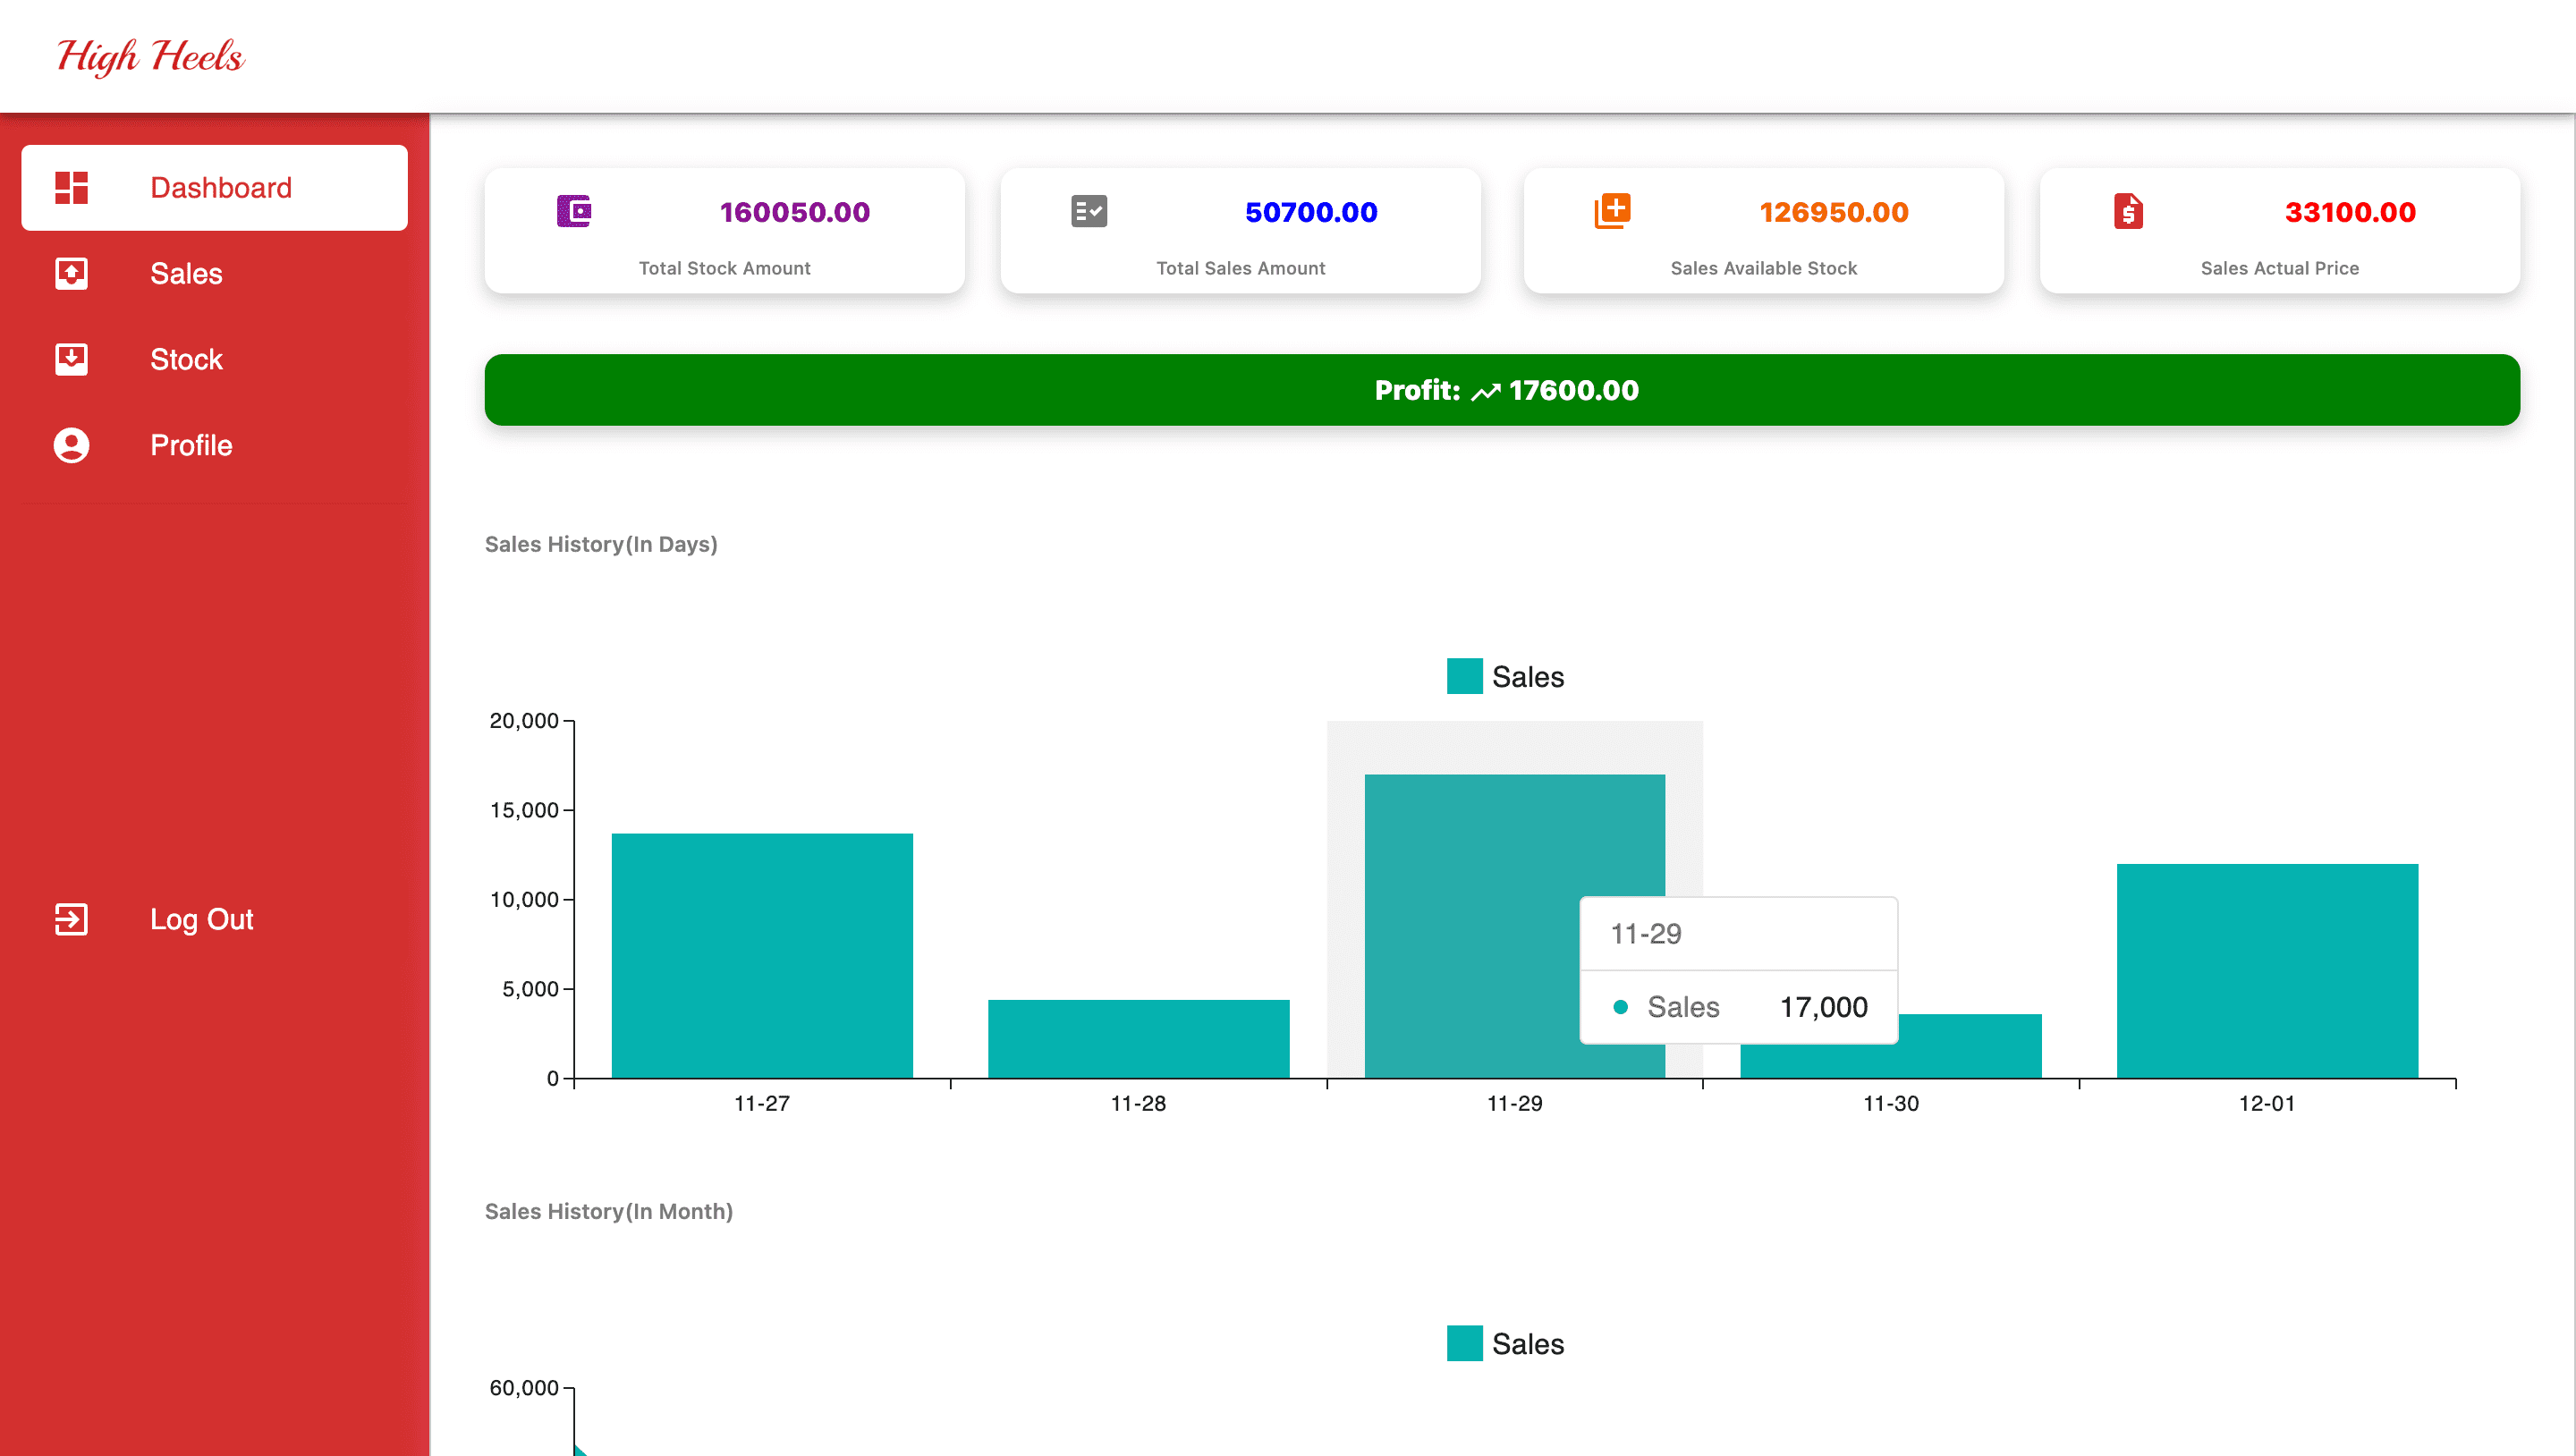 High Heels
Dashboard
Sales
Stock
Profile
Log Out
160050.00
Total Stock Amount
50700.00
Total Sales Amount
126950.00
Sales Available Stock
33100.00
Sales Actual Price
Profit: 17600.00
Sales History(In Days)
Sales
20,000
15,000
10,000
5,000
0
11-27
11-28
11-29
11-30
12-01
11-29
Sales 17,000
Sales History(In Month)
Sales
60,000